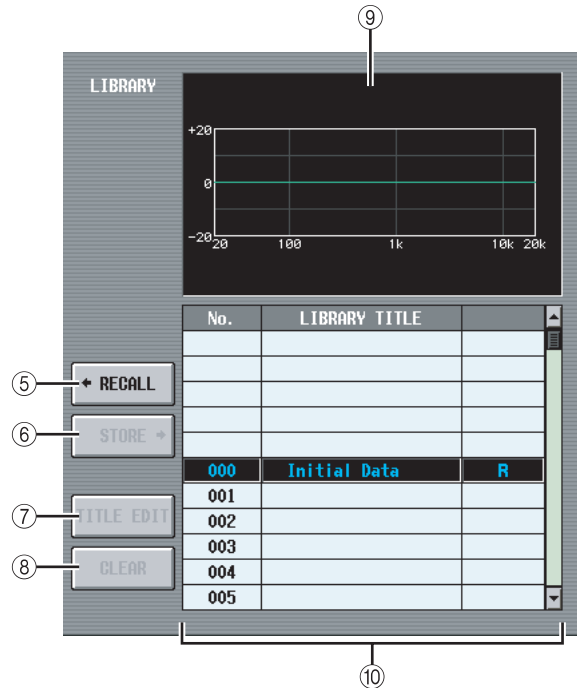 ⑨
LIBRARY
+20
0
-20
20 100 1k 10k 20k
No. LIBRARY TITLE
⑤ RECALL
⑥ STORE
000 Initial Data R
⑦ TITLE EDIT
001
002
003
⑧ CLEAR
004
005
⑩